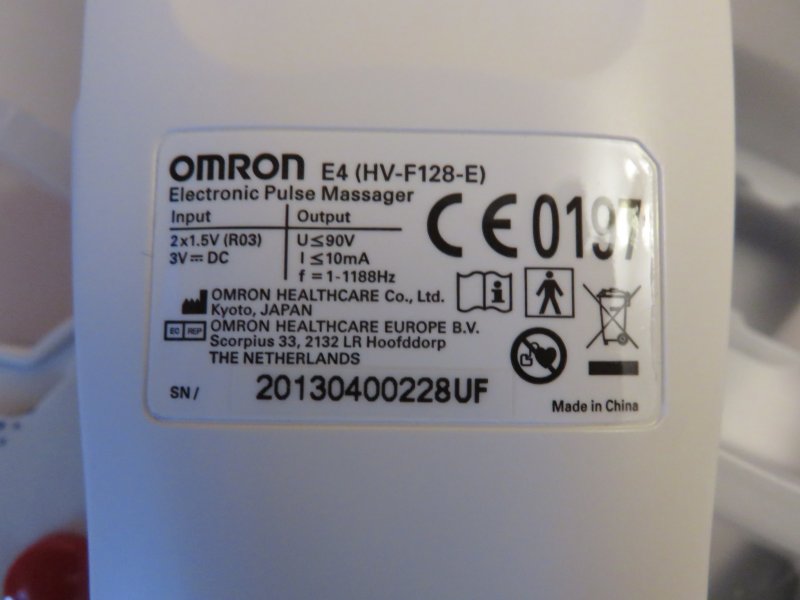 OMRON E4 (HV-F128-E)
Electronic Pulse Massager
Input Output
2x1.5V (R03) U≤90V
3V⎓DC I≤10mA
f=1-1188Hz
CE 0197
OMRON HEALTHCARE Co., Ltd.
Kyoto, JAPAN
EC REP OMRON HEALTHCARE EUROPE B.V.
Scorpius 33, 2132 LR Hoofddorp
THE NETHERLANDS
SN/ 20130400228UF
Made in China